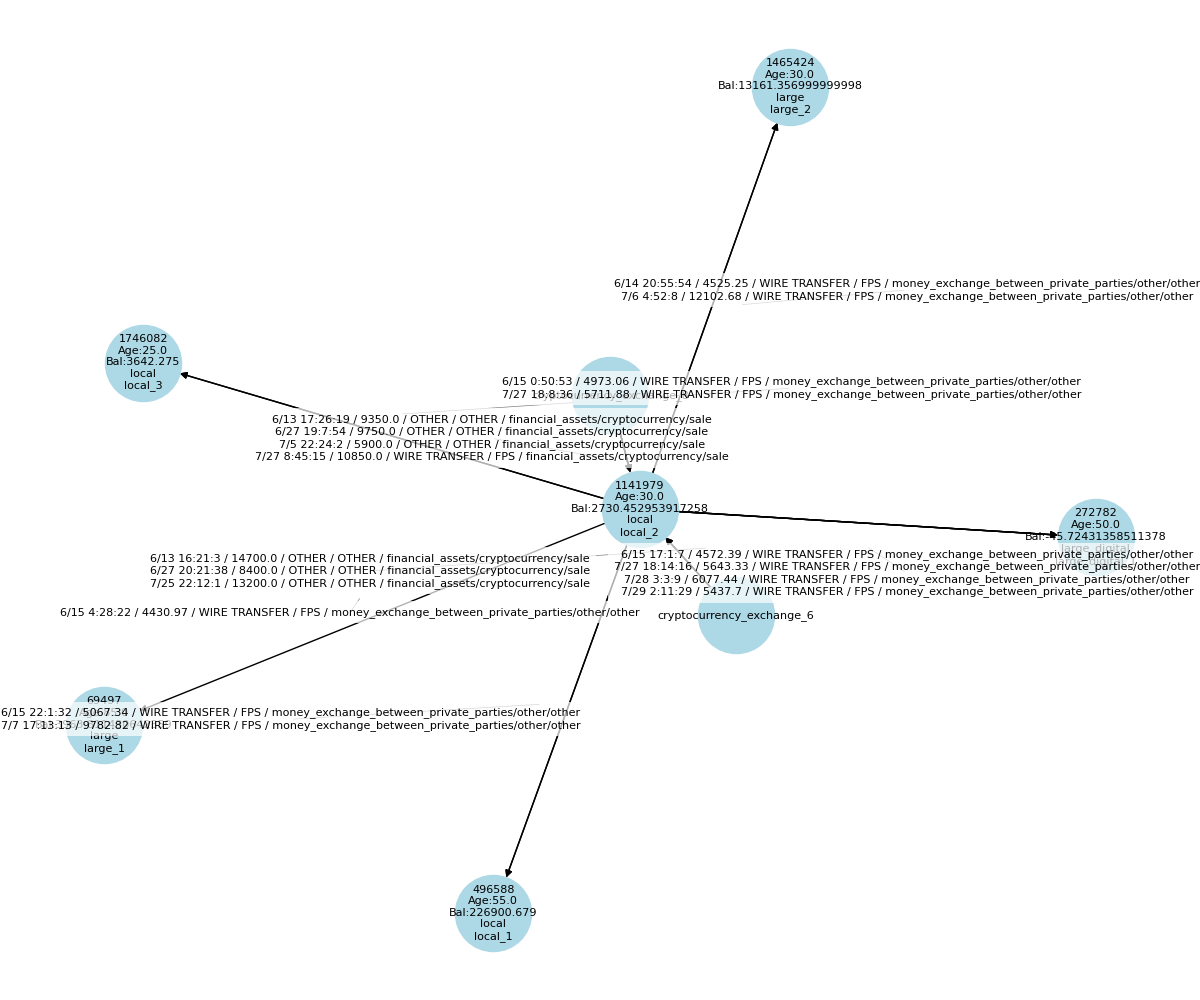 1465424
Age:30.0
Bal:13161.356999999998
large
large_2
6/14 20:55:54 / 4525.25 / WIRE TRANSFER / FPS / money_exchange_between_private_parties/other/other
7/6 4:52:8 / 12102.68 / WIRE TRANSFER / FPS / money_exchange_between_private_parties/other/other
1746082
Age:25.0
Bal:3642.275
local
local_3
6/15 0:50:53 / 4973.06 / WIRE TRANSFER / FPS / money_exchange_between_private_parties/other/other
7/27 18:8:36 / 5711.88 / WIRE TRANSFER / FPS / money_exchange_between_private_parties/other/other
6/13 17:26:19 / 9350.0 / OTHER / OTHER / financial_assets/cryptocurrency/sale
6/27 19:7:54 / 9750.0 / OTHER / OTHER / financial_assets/cryptocurrency/sale
7/5 22:24:2 / 5900.0 / OTHER / OTHER / financial_assets/cryptocurrency/sale
7/27 8:45:15 / 10850.0 / WIRE TRANSFER / FPS / financial_assets/cryptocurrency/sale
1141979
Age:30.0
Bal:2730.452953917258
local
local_2
272782
Age:50.0
large_digital
6/15 17:1:7 / 4572.39 / WIRE TRANSFER / FPS / money_exchange_between_private_parties/other/other
7/27 18:14:16 / 5643.33 / WIRE TRANSFER / FPS / money_exchange_between_private_parties/other/other
7/28 3:3:9 / 6077.44 / WIRE TRANSFER / FPS / money_exchange_between_private_parties/other/other
7/29 2:11:29 / 5437.7 / WIRE TRANSFER / FPS / money_exchange_between_private_parties/other/other
6/13 16:21:3 / 14700.0 / OTHER / OTHER / financial_assets/cryptocurrency/sale
6/27 20:21:38 / 8400.0 / OTHER / OTHER / financial_assets/cryptocurrency/sale
7/25 22:12:1 / 13200.0 / OTHER / OTHER / financial_assets/cryptocurrency/sale
6/15 4:28:22 / 4430.97 / WIRE TRANSFER / FPS / money_exchange_between_private_parties/other/other
cryptocurrency_exchange_6
69497
6/15 22:1:32 / 5067.34 / WIRE TRANSFER / FPS / money_exchange_between_private_parties/other/other
7/7 17:13:13 / 9782.82 / WIRE TRANSFER / FPS / money_exchange_between_private_parties/other/other
large
large_1
496588
Age:55.0
Bal:226900.679
local
local_1